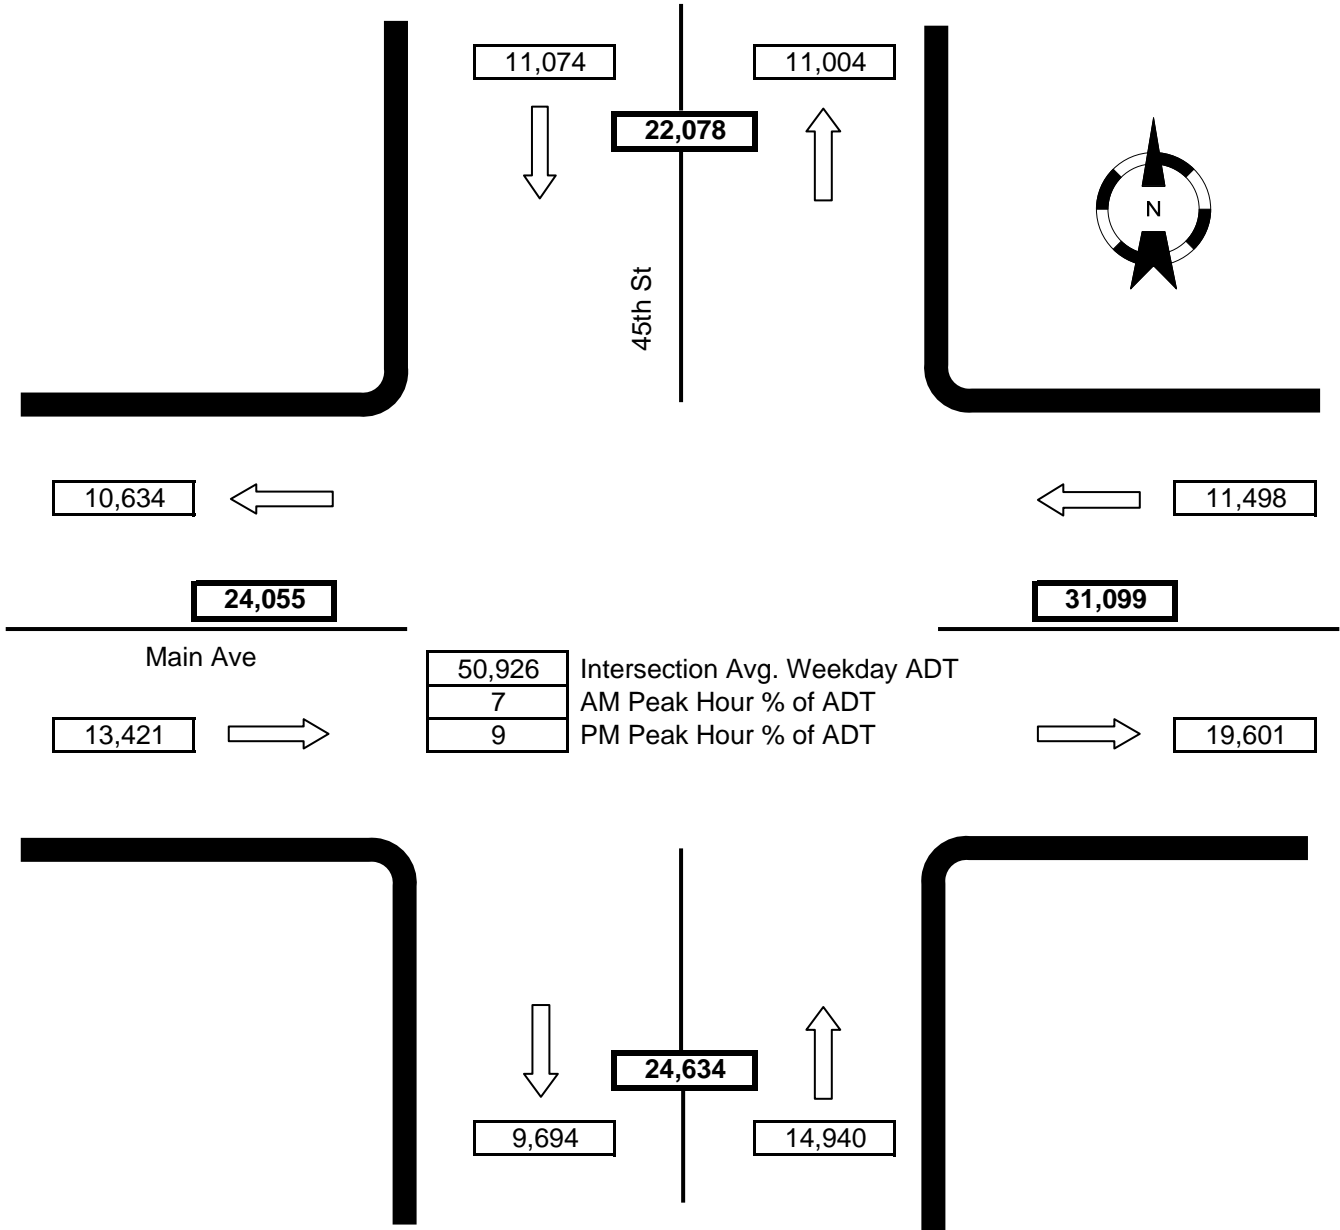 11,074
11,004
22,078
N
45th St
10,634
11,498
24,055
31,099
Main Ave
50,926 Intersection Avg. Weekday ADT
7 AM Peak Hour % of ADT
9 PM Peak Hour % of ADT
13,421
19,601
24,634
9,694
14,940